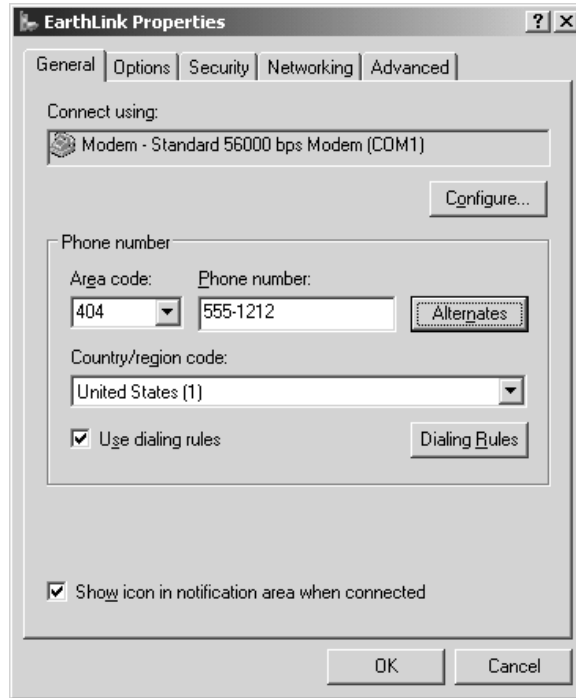 EarthLink Properties
General Options Security Networking Advanced
Connect using:
Modem - Standard 56000 bps Modem (COM1)
Configure...
Phone number
Area code: Phone number:
404 555-1212 Alternates
Country/region code:
United States (1)
Use dialing rules Dialing Rules
Show icon in notification area when connected
OK Cancel